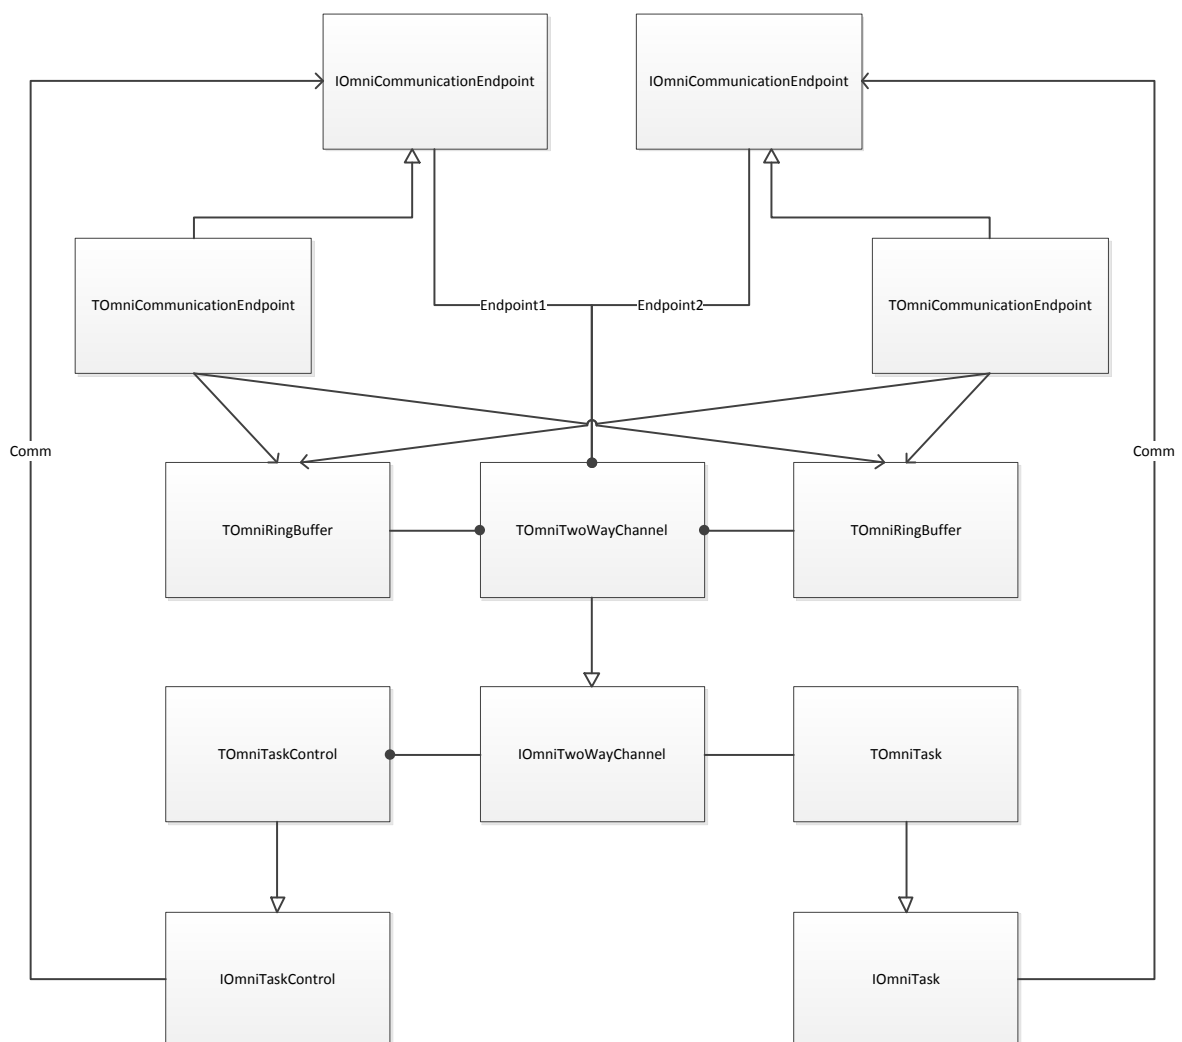 IOmniCommunicationEndpoint
IOmniCommunicationEndpoint
TOmniCommunicationEndpoint
Endpoint1
Endpoint2
TOmniCommunicationEndpoint
Comm
Comm
TOmniRingBuffer
TOmniTwoWayChannel
TOmniRingBuffer
TOmniTaskControl
IOmniTwoWayChannel
TOmniTask
IOmniTaskControl
IOmniTask